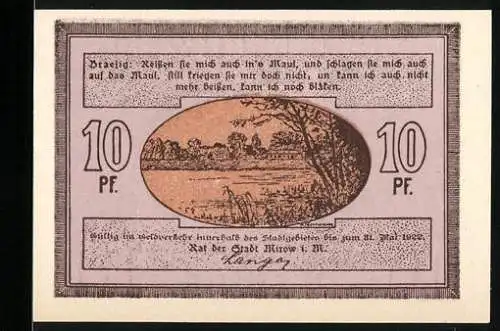 Braesig: Reißen sie mich auch in's Maul, und schlagen sie mich auch
auf das Maul, still kriegen sie mir doch nicht, un kann ich auch nicht
mehr beißen, kann ich noch bläken.
10 PF.
10 PF.
Gültig im Geldverkehr innerhalb des Stadtgebietes bis zum 31. Mai 1922.
Rat der Stadt Mirow i. M.